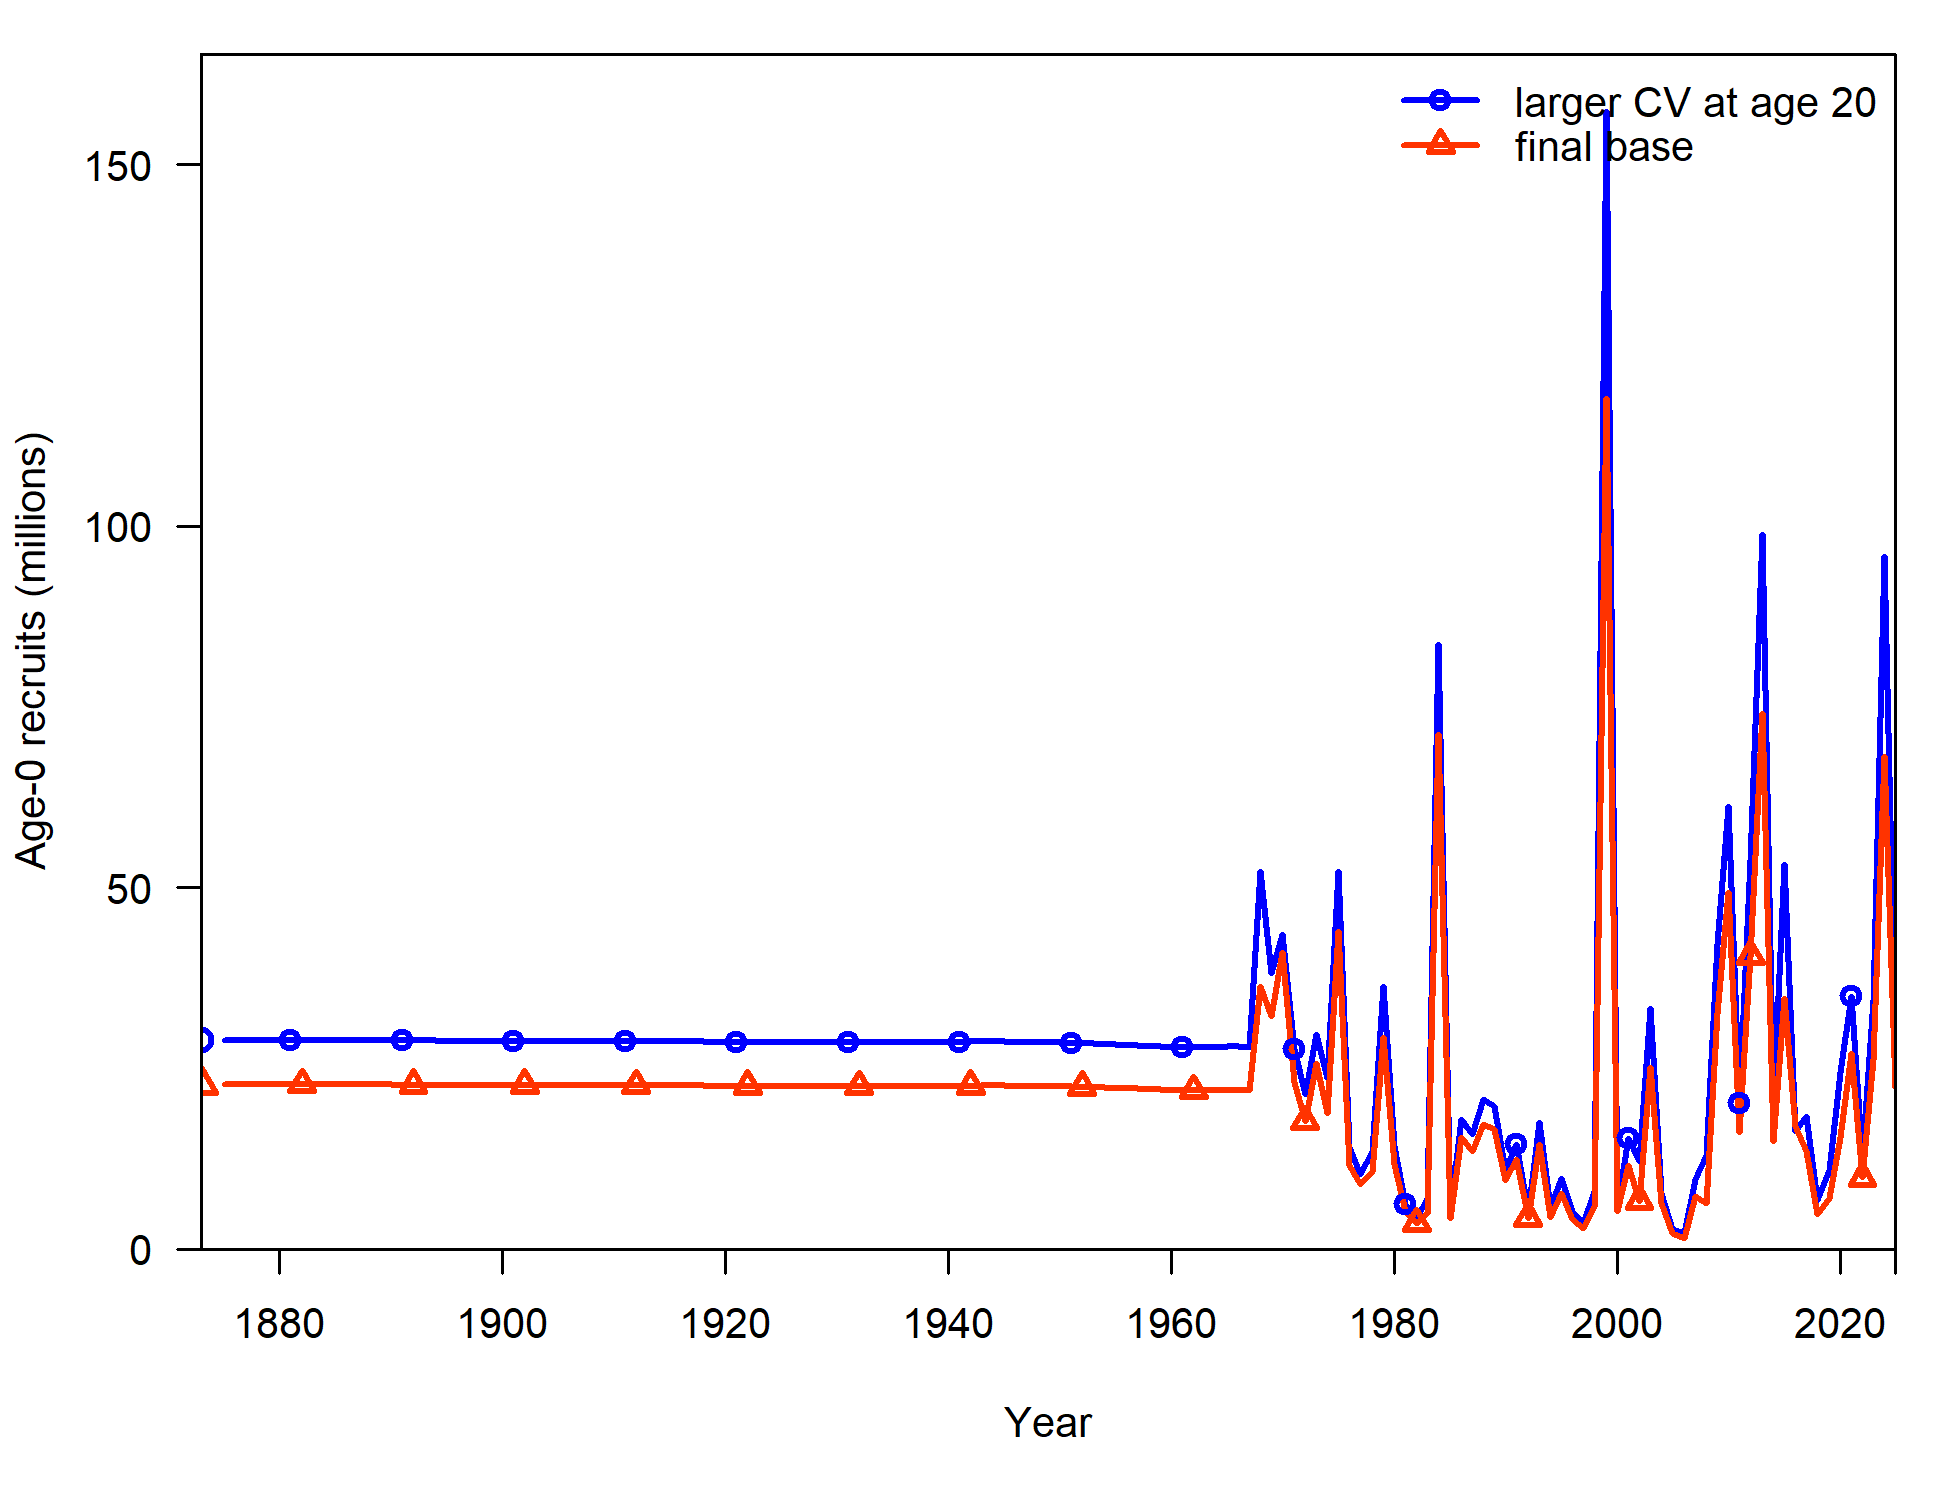 larger CV at age 20
final base
Age-0 recruits (millions)
150
100
50
0
1880 1900 1920 1940 1960 1980 2000 2020
Year